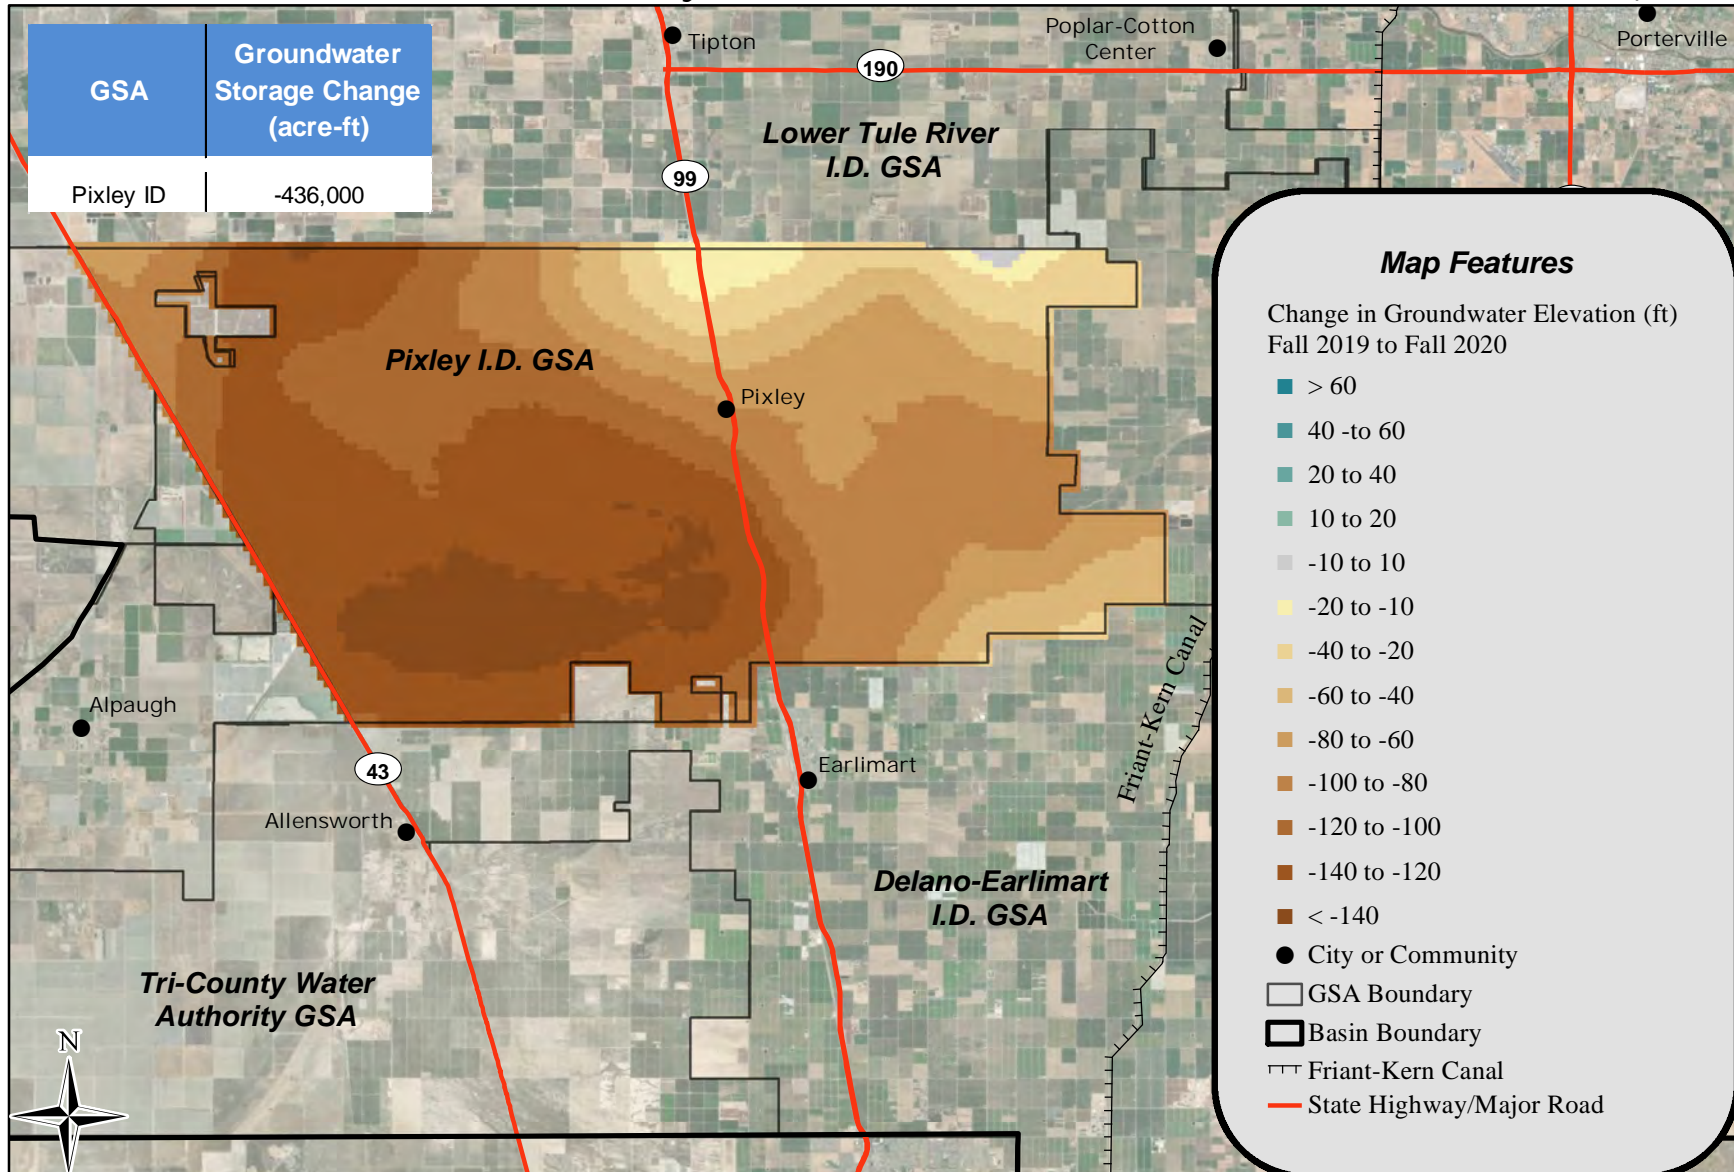 GSA
Groundwater
Storage Change
(acre-ft)
Pixley ID
-436,000
Tipton
Poplar-Cotton
Center
Porterville
190
99
Lower Tule River
I.D. GSA
Pixley I.D. GSA
Pixley
Alpaugh
43
Allensworth
Earlimart
Friant-Kern Canal
Delano-Earlimart
I.D. GSA
Tri-County Water
Authority GSA
N
Map Features
Change in Groundwater Elevation (ft)
Fall 2019 to Fall 2020
> 60
40 -to 60
20 to 40
10 to 20
-10 to 10
-20 to -10
-40 to -20
-60 to -40
-80 to -60
-100 to -80
-120 to -100
-140 to -120
< -140
City or Community
GSA Boundary
Basin Boundary
Friant-Kern Canal
State Highway/Major Road